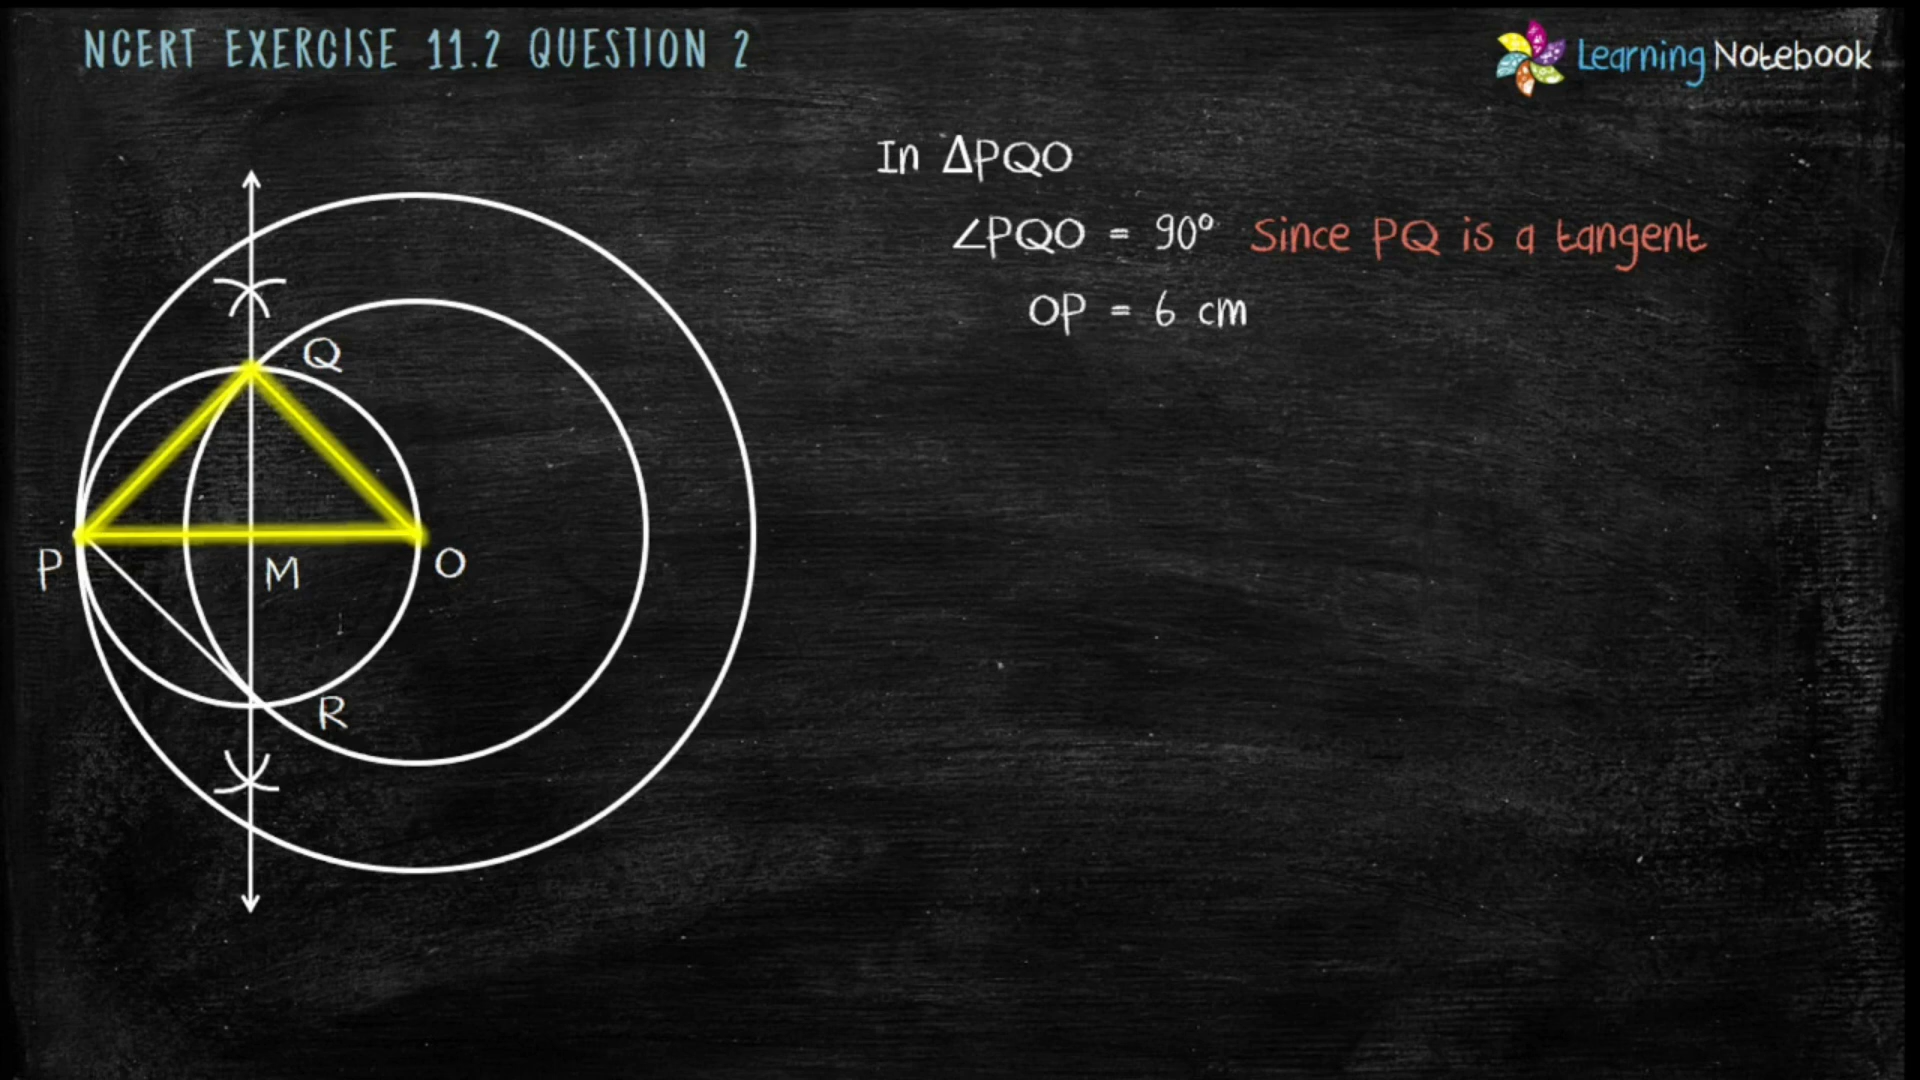 NCERT EXERCISE 11.2 QUESTION 2
Learning Notebook
In ΔPQO
∠PQO = 90° Since PQ is a tangent
OP = 6 cm
Q
P
M
O
R